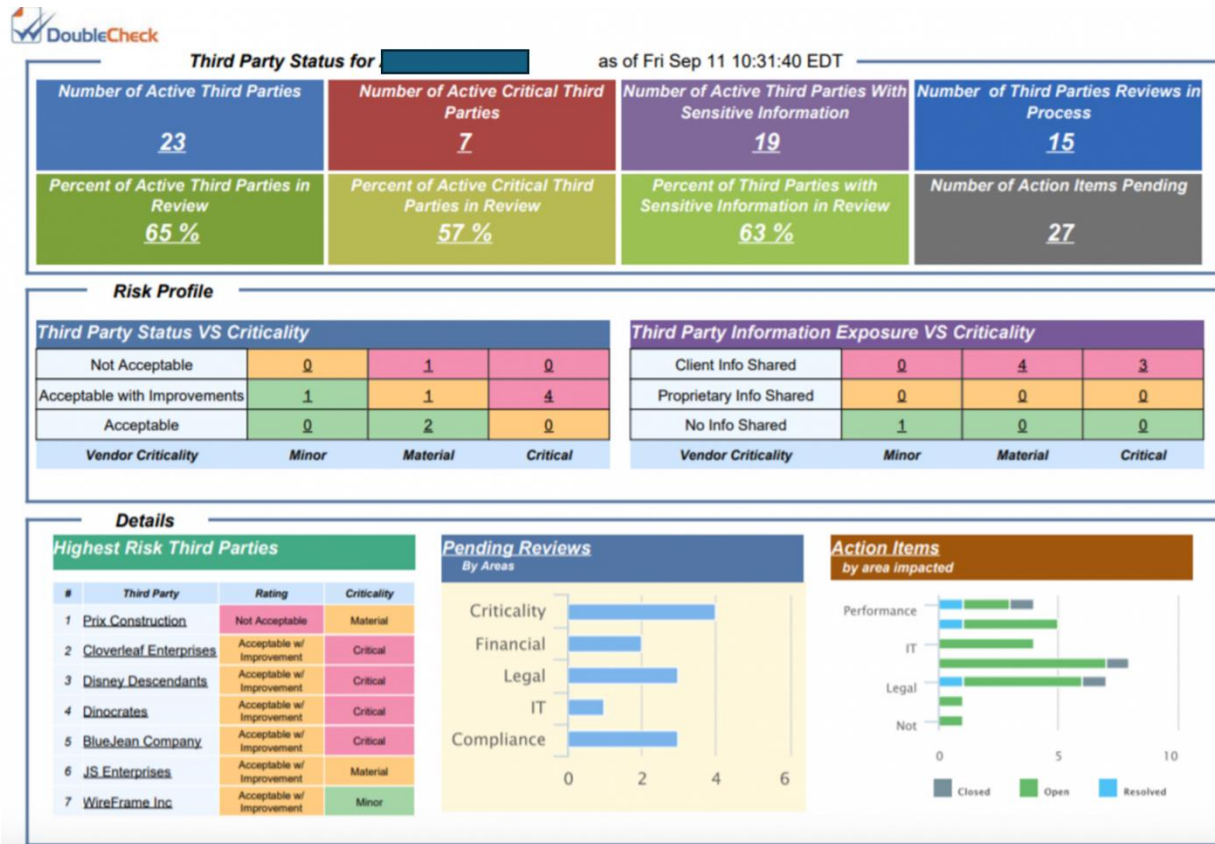 DoubleCheck
Third Party Status for
as of Fri Sep 11 10:31:40 EDT
Number of Active Third Parties
23
Number of Active Critical Third
Parties
7
Number of Active Third Parties With
Sensitive Information
19
Number of Third Parties Reviews in
Process
15
Percent of Active Third Parties in
Review
65 %
Percent of Active Critical Third
Parties in Review
57 %
Percent of Third Parties with
Sensitive Information in Review
63 %
Number of Action Items Pending
27
Risk Profile
Third Party Status VS Criticality
Not Acceptable 0 1 0
Acceptable with Improvements 1 1 4
Acceptable 0 2 0
Vendor Criticality Minor Material Critical
Third Party Information Exposure VS Criticality
Client Info Shared 0 4 3
Proprietary Info Shared 0 0 0
No Info Shared 1 0 0
Vendor Criticality Minor Material Critical
Details
Highest Risk Third Parties
# Third Party Rating Criticality
1 Prix Construction Not Acceptable Material
2 Cloverleaf Enterprises Acceptable w/
Improvement Critical
3 Disney Descendants Acceptable w/
Improvement Critical
4 Dinocrates Acceptable w/
Improvement Critical
5 BlueJean Company Acceptable w/
Improvement Critical
6 JS Enterprises Acceptable w/
Improvement Material
7 WireFrame Inc Acceptable w/
Improvement Minor
Pending Reviews
By Areas
Criticality
Financial
Legal
IT
Compliance
0 2 4 6
Action Items
by area impacted
Performance
IT
Legal
Not
0 5 10
Closed Open Resolved